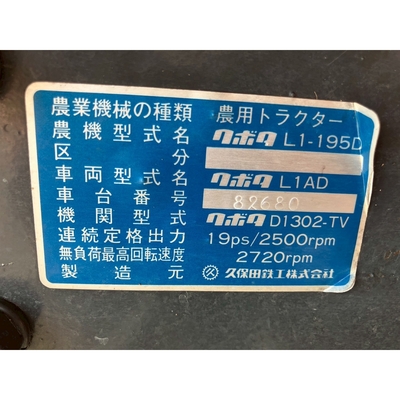 農業機械の種類 農用トラクター
農機型式名 クボタ L1-195D
区分
車両型式名 クボタ L1AD
車台番号 82680
機関型式 クボタ D1302-TV
連続定格出力 19ps/2500rpm
無負荷最高回転速度 2720rpm
製造元 久保田鉄工株式会社